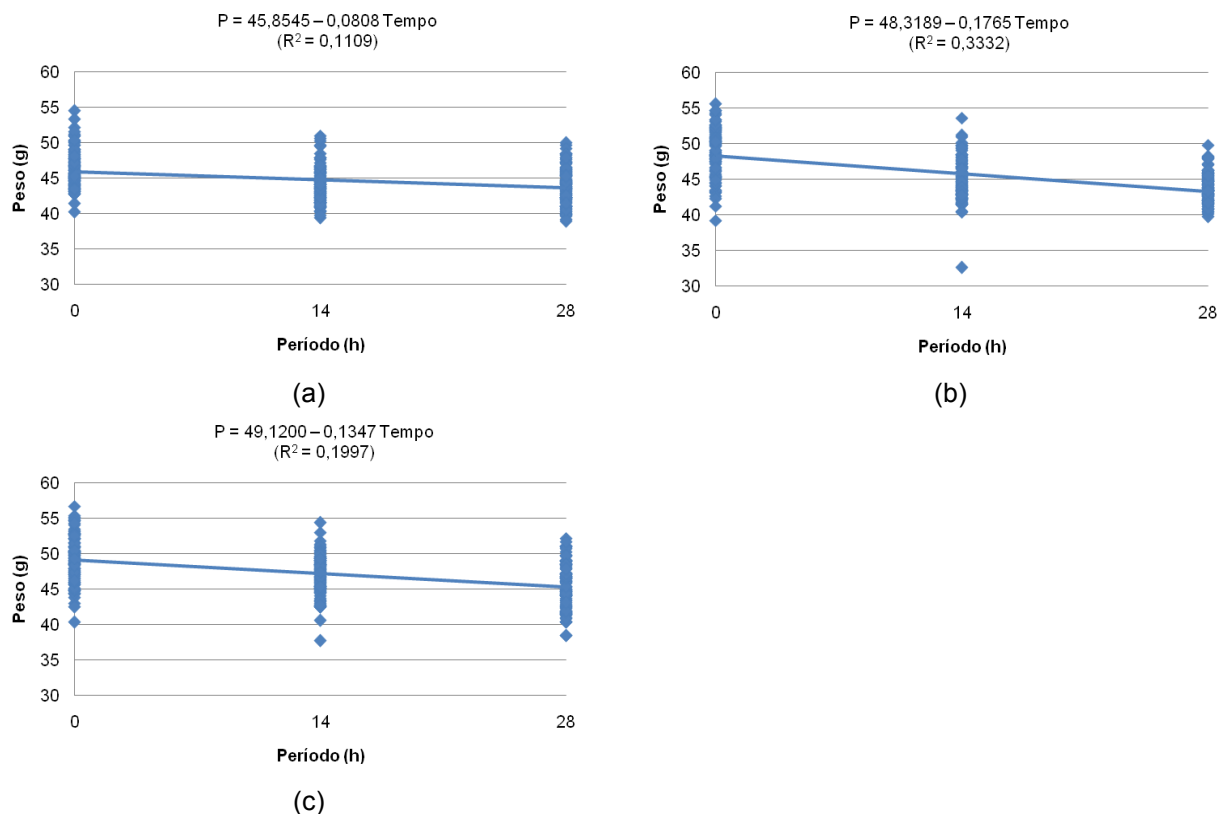 P = 45,8545 – 0,0808 Tempo
(R² = 0,1109)
60
55
50
45
40
35
30
Peso (g)
0 14 28
Período (h)
(a)
P = 48,3189 – 0,1765 Tempo
(R² = 0,3332)
60
55
50
45
40
35
30
Peso (g)
0 14 28
Período (h)
(b)
P = 49,1200 – 0,1347 Tempo
(R² = 0,1997)
60
55
50
45
40
35
30
Peso (g)
0 14 28
Período (h)
(c)